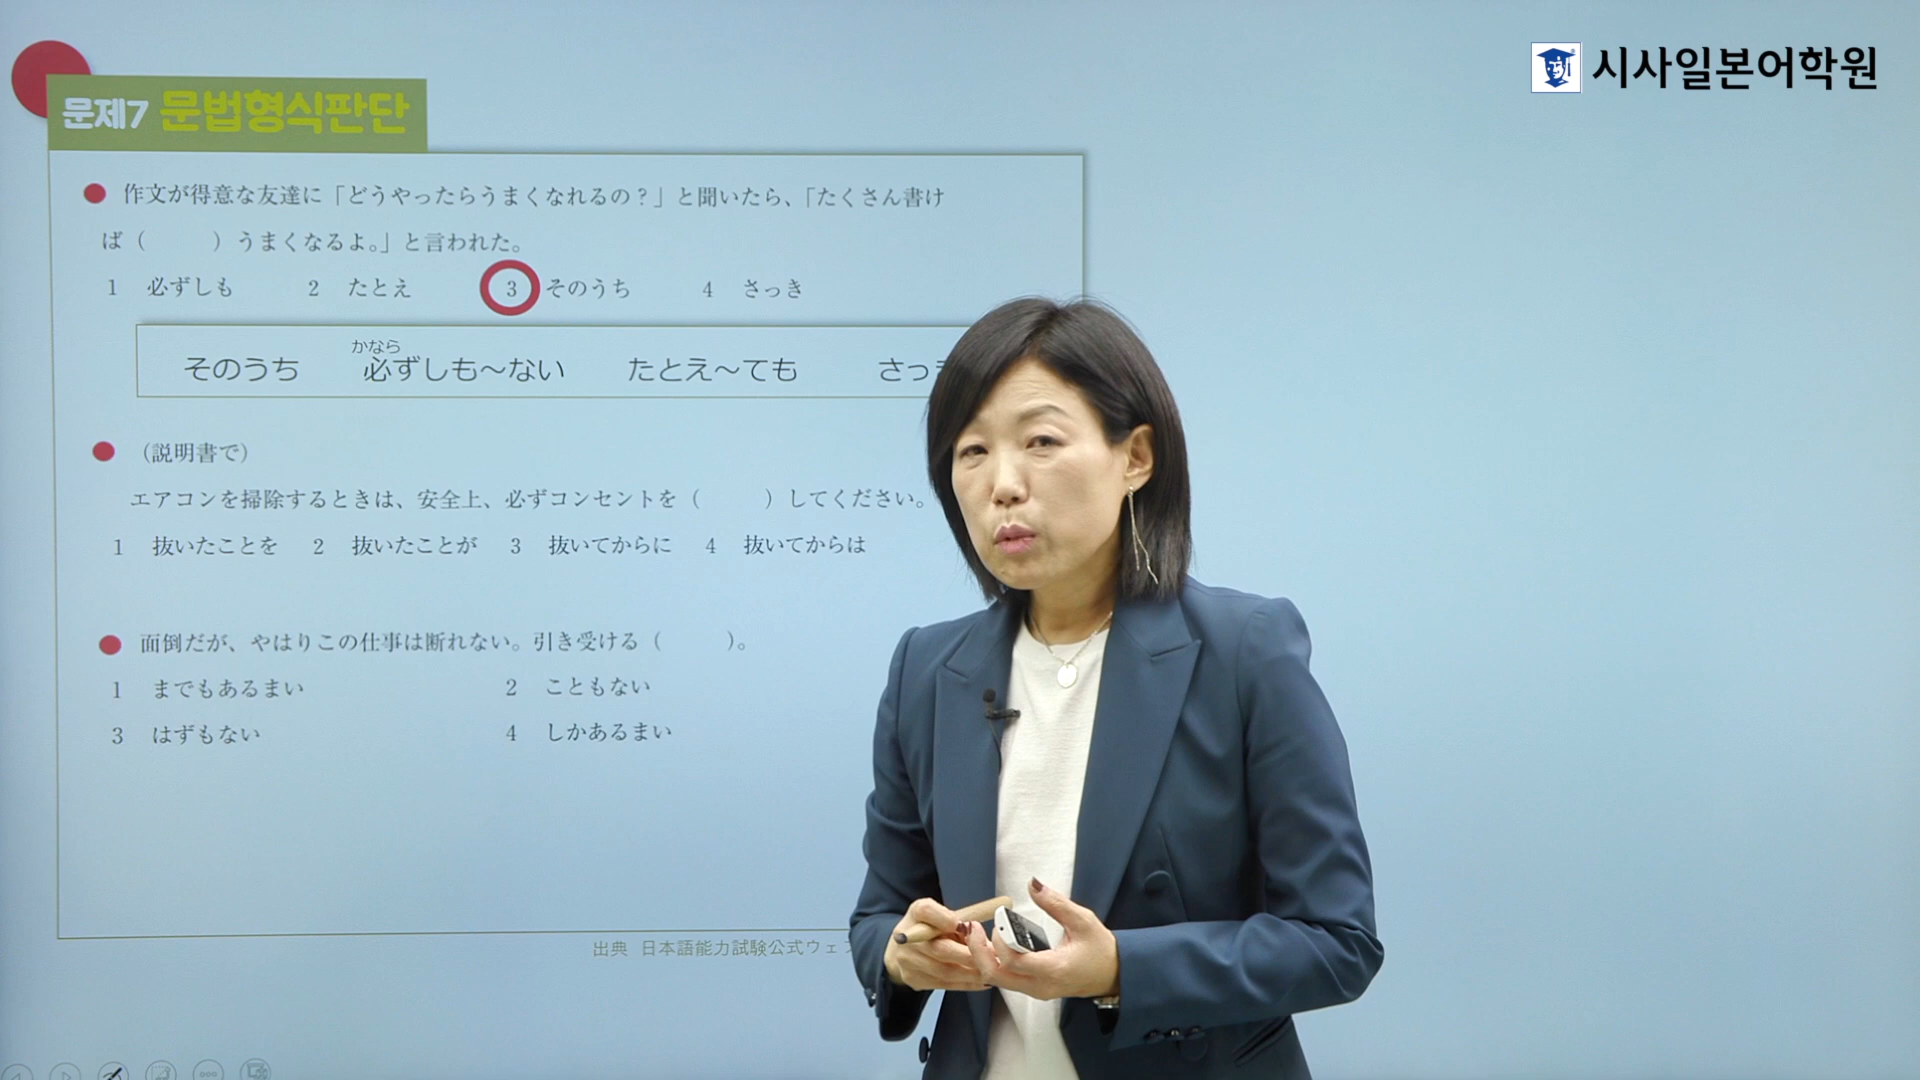 시사일본어학원
문제7 문법형식판단
作文が得意な友達に「どうやったらうまくなれるの？」と聞いたら、「たくさん書け
ば（　　　）うまくなるよ。」と言われた。
1　必ずしも　2　たとえ　3　そのうち　4　さっき
かなら
そのうち　必ずしも～ない　たとえ～ても　さっ
（説明書で）
エアコンを掃除するときは、安全上、必ずコンセントを（　　　）してください。
1　抜いたことを　2　抜いたことが　3　抜いてからに　4　抜いてからは
面倒だが、やはりこの仕事は断れない。引き受ける（　　　）。
1　までもあるまい　2　こともない
3　はずもない　4　しかあるまい
出典　日本語能力試験公式ウェ